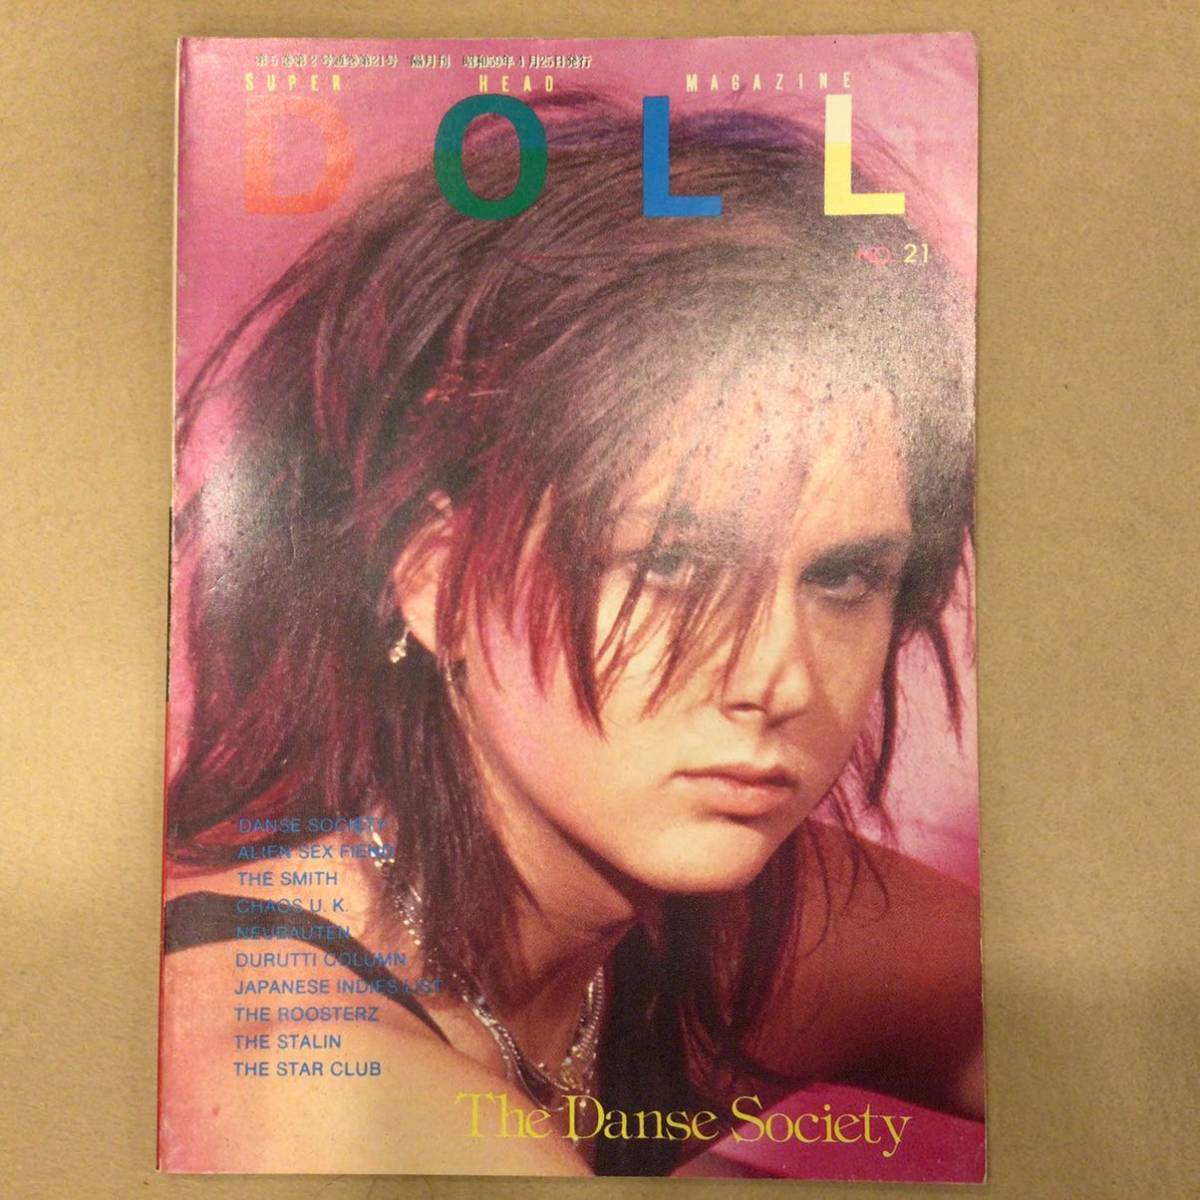 第5巻第2号通巻第21号 隔月刊 昭和59年4月25日発行
SUPER HEAD MAGAZINE
DOLL
NO. 21
DANSE SOCIETY
ALIEN SEX FIEND
THE SMITH
CHAOS U. K.
NEUBAUTEN
DURUTTI COLUMN
JAPANESE INDIES LIST
THE ROOSTERZ
THE STALIN
THE STAR CLUB
The Danse Society